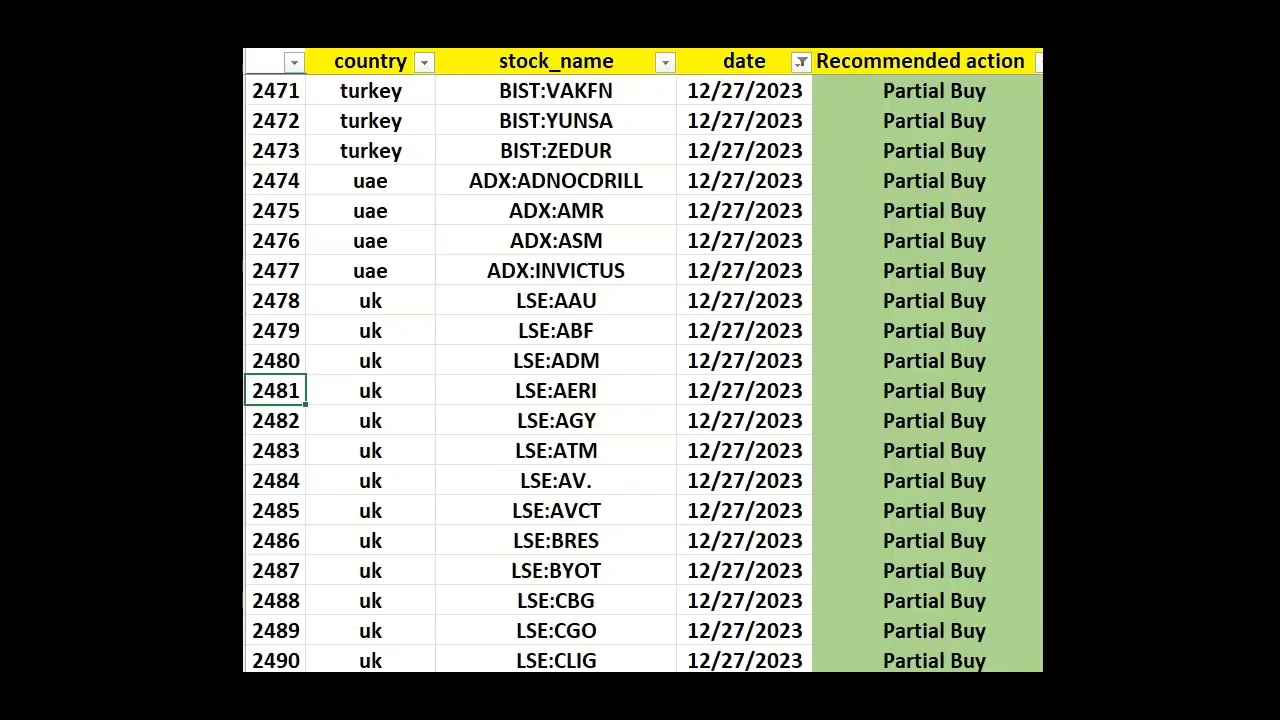 country stock_name date Recommended action
2471 turkey BIST:VAKFN 12/27/2023 Partial Buy
2472 turkey BIST:YUNSA 12/27/2023 Partial Buy
2473 turkey BIST:ZEDUR 12/27/2023 Partial Buy
2474 uae ADX:ADNOCDRILL 12/27/2023 Partial Buy
2475 uae ADX:AMR 12/27/2023 Partial Buy
2476 uae ADX:ASM 12/27/2023 Partial Buy
2477 uae ADX:INVICTUS 12/27/2023 Partial Buy
2478 uk LSE:AAU 12/27/2023 Partial Buy
2479 uk LSE:ABF 12/27/2023 Partial Buy
2480 uk LSE:ADM 12/27/2023 Partial Buy
2481 uk LSE:AERI 12/27/2023 Partial Buy
2482 uk LSE:AGY 12/27/2023 Partial Buy
2483 uk LSE:ATM 12/27/2023 Partial Buy
2484 uk LSE:AV. 12/27/2023 Partial Buy
2485 uk LSE:AVCT 12/27/2023 Partial Buy
2486 uk LSE:BRES 12/27/2023 Partial Buy
2487 uk LSE:BYOT 12/27/2023 Partial Buy
2488 uk LSE:CBG 12/27/2023 Partial Buy
2489 uk LSE:CGO 12/27/2023 Partial Buy
2490 uk LSE:CLIG 12/27/2023 Partial Buy